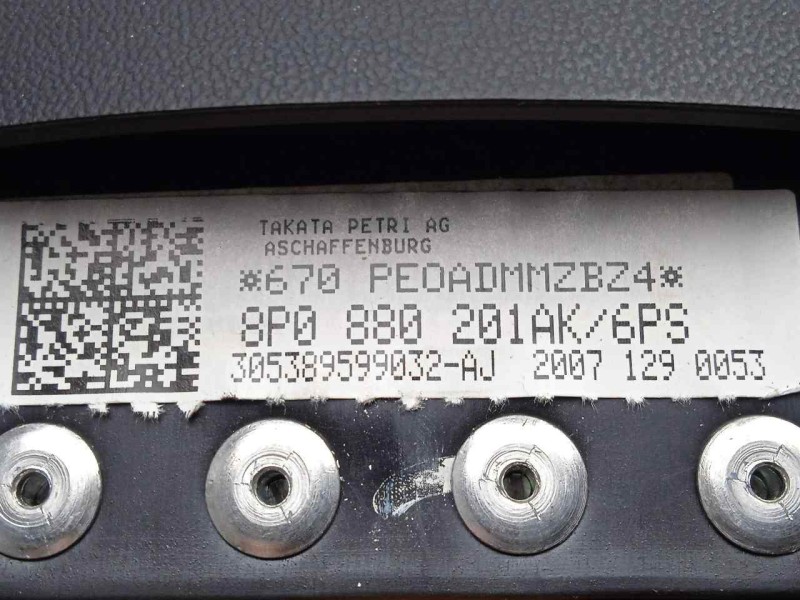 TAKATA PETRI AG
ASCHAFFENBURG
*670 PEOADMMZBZ4*
8P0 880 201AK/6PS
305389599032-AJ 2007 129 0053